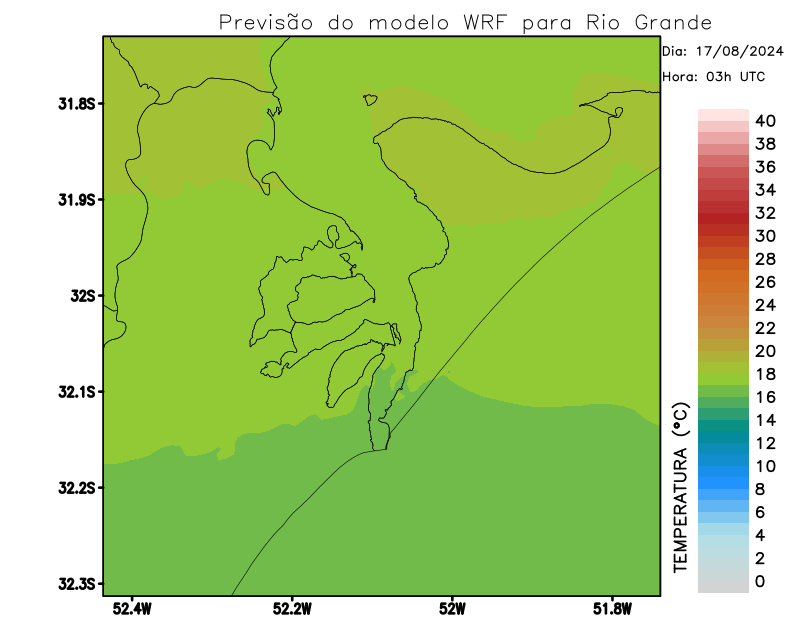 Previsão do modelo WRF para Rio Grande
Dia: 17/08/2024
Hora: 03h UTC
31.8S
31.9S
32S
32.1S
32.2S
32.3S
52.4W
52.2W
52W
51.8W
TEMPERATURA (°C)
40
38
36
34
32
30
28
26
24
22
20
18
16
14
12
10
8
6
4
2
0